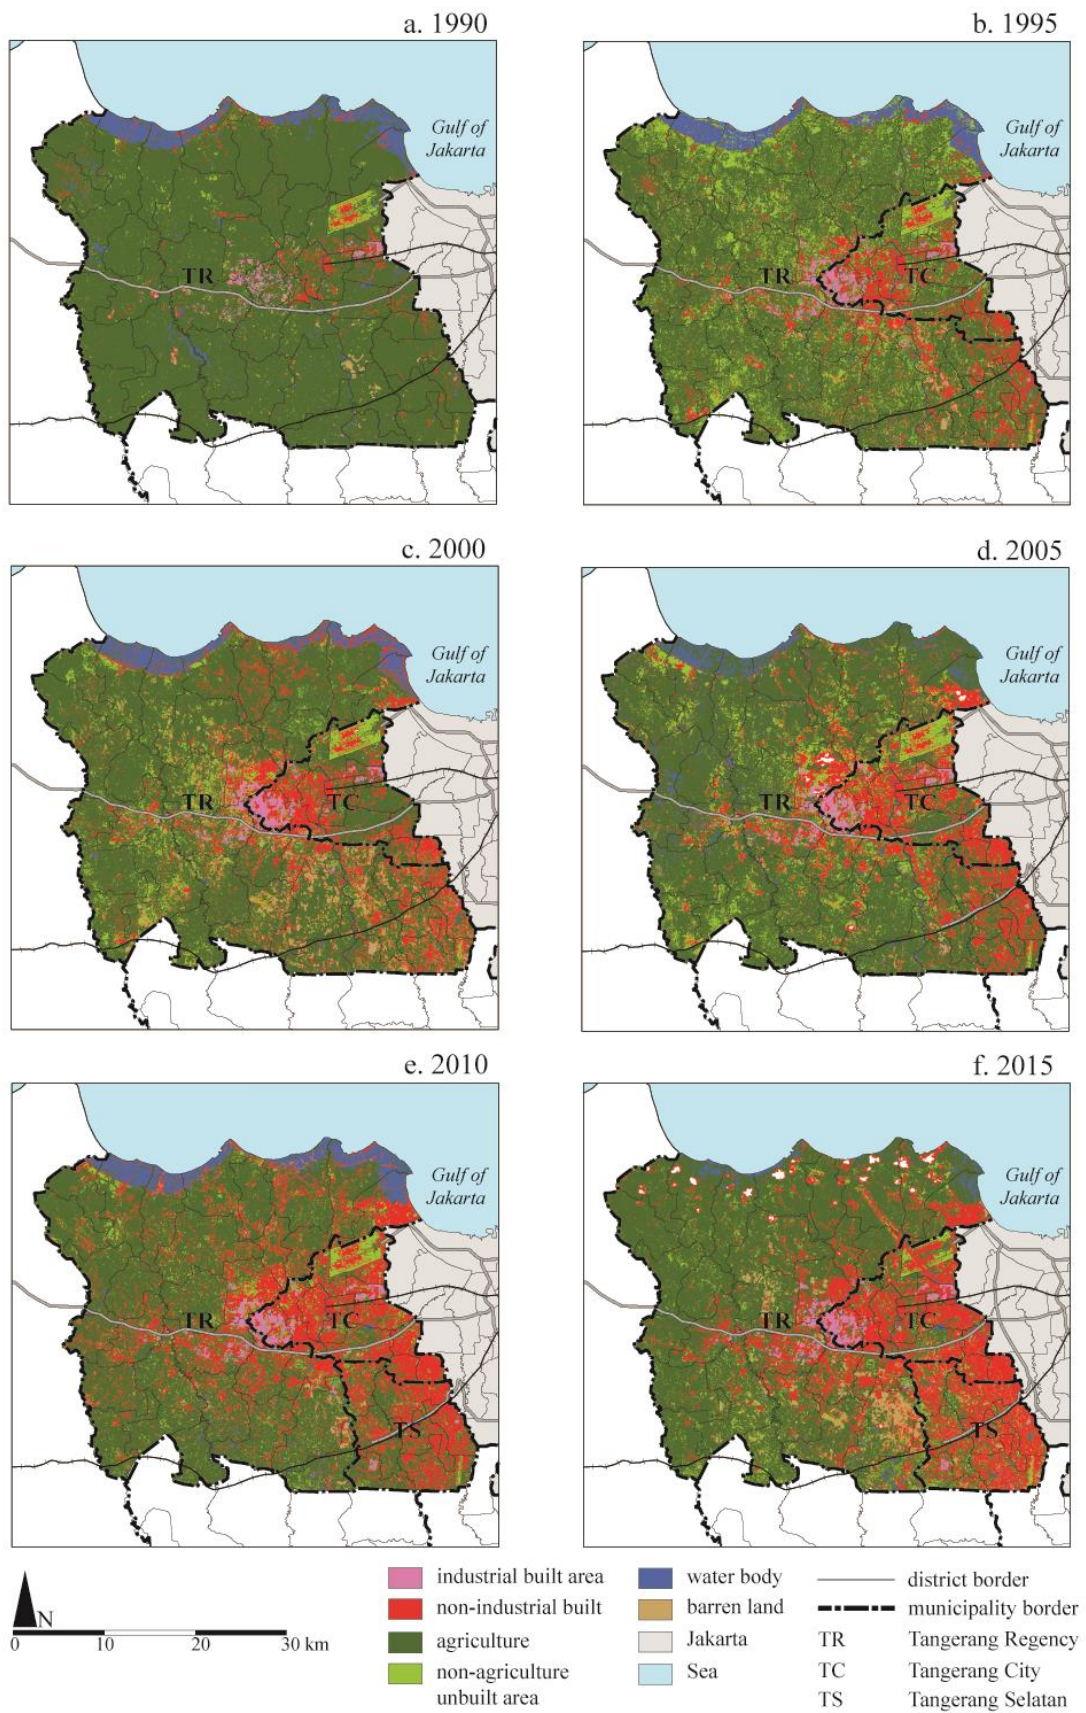 a. 1990
b. 1995
Gulf of
Jakarta
TR
Gulf of
Jakarta
TR
TC
c. 2000
d. 2005
Gulf of
Jakarta
TR
TC
Gulf of
Jakarta
TR
TC
e. 2010
f. 2015
Gulf of
Jakarta
TR
TC
TS
Gulf of
Jakarta
TR
TC
TS
N
0 10 20 30 km
industrial built area
non-industrial built
agriculture
non-agriculture
unbuilt area
water body
barren land
Jakarta
Sea
district border
municipality border
TR Tangerang Regency
TC Tangerang City
TS Tangerang Selatan